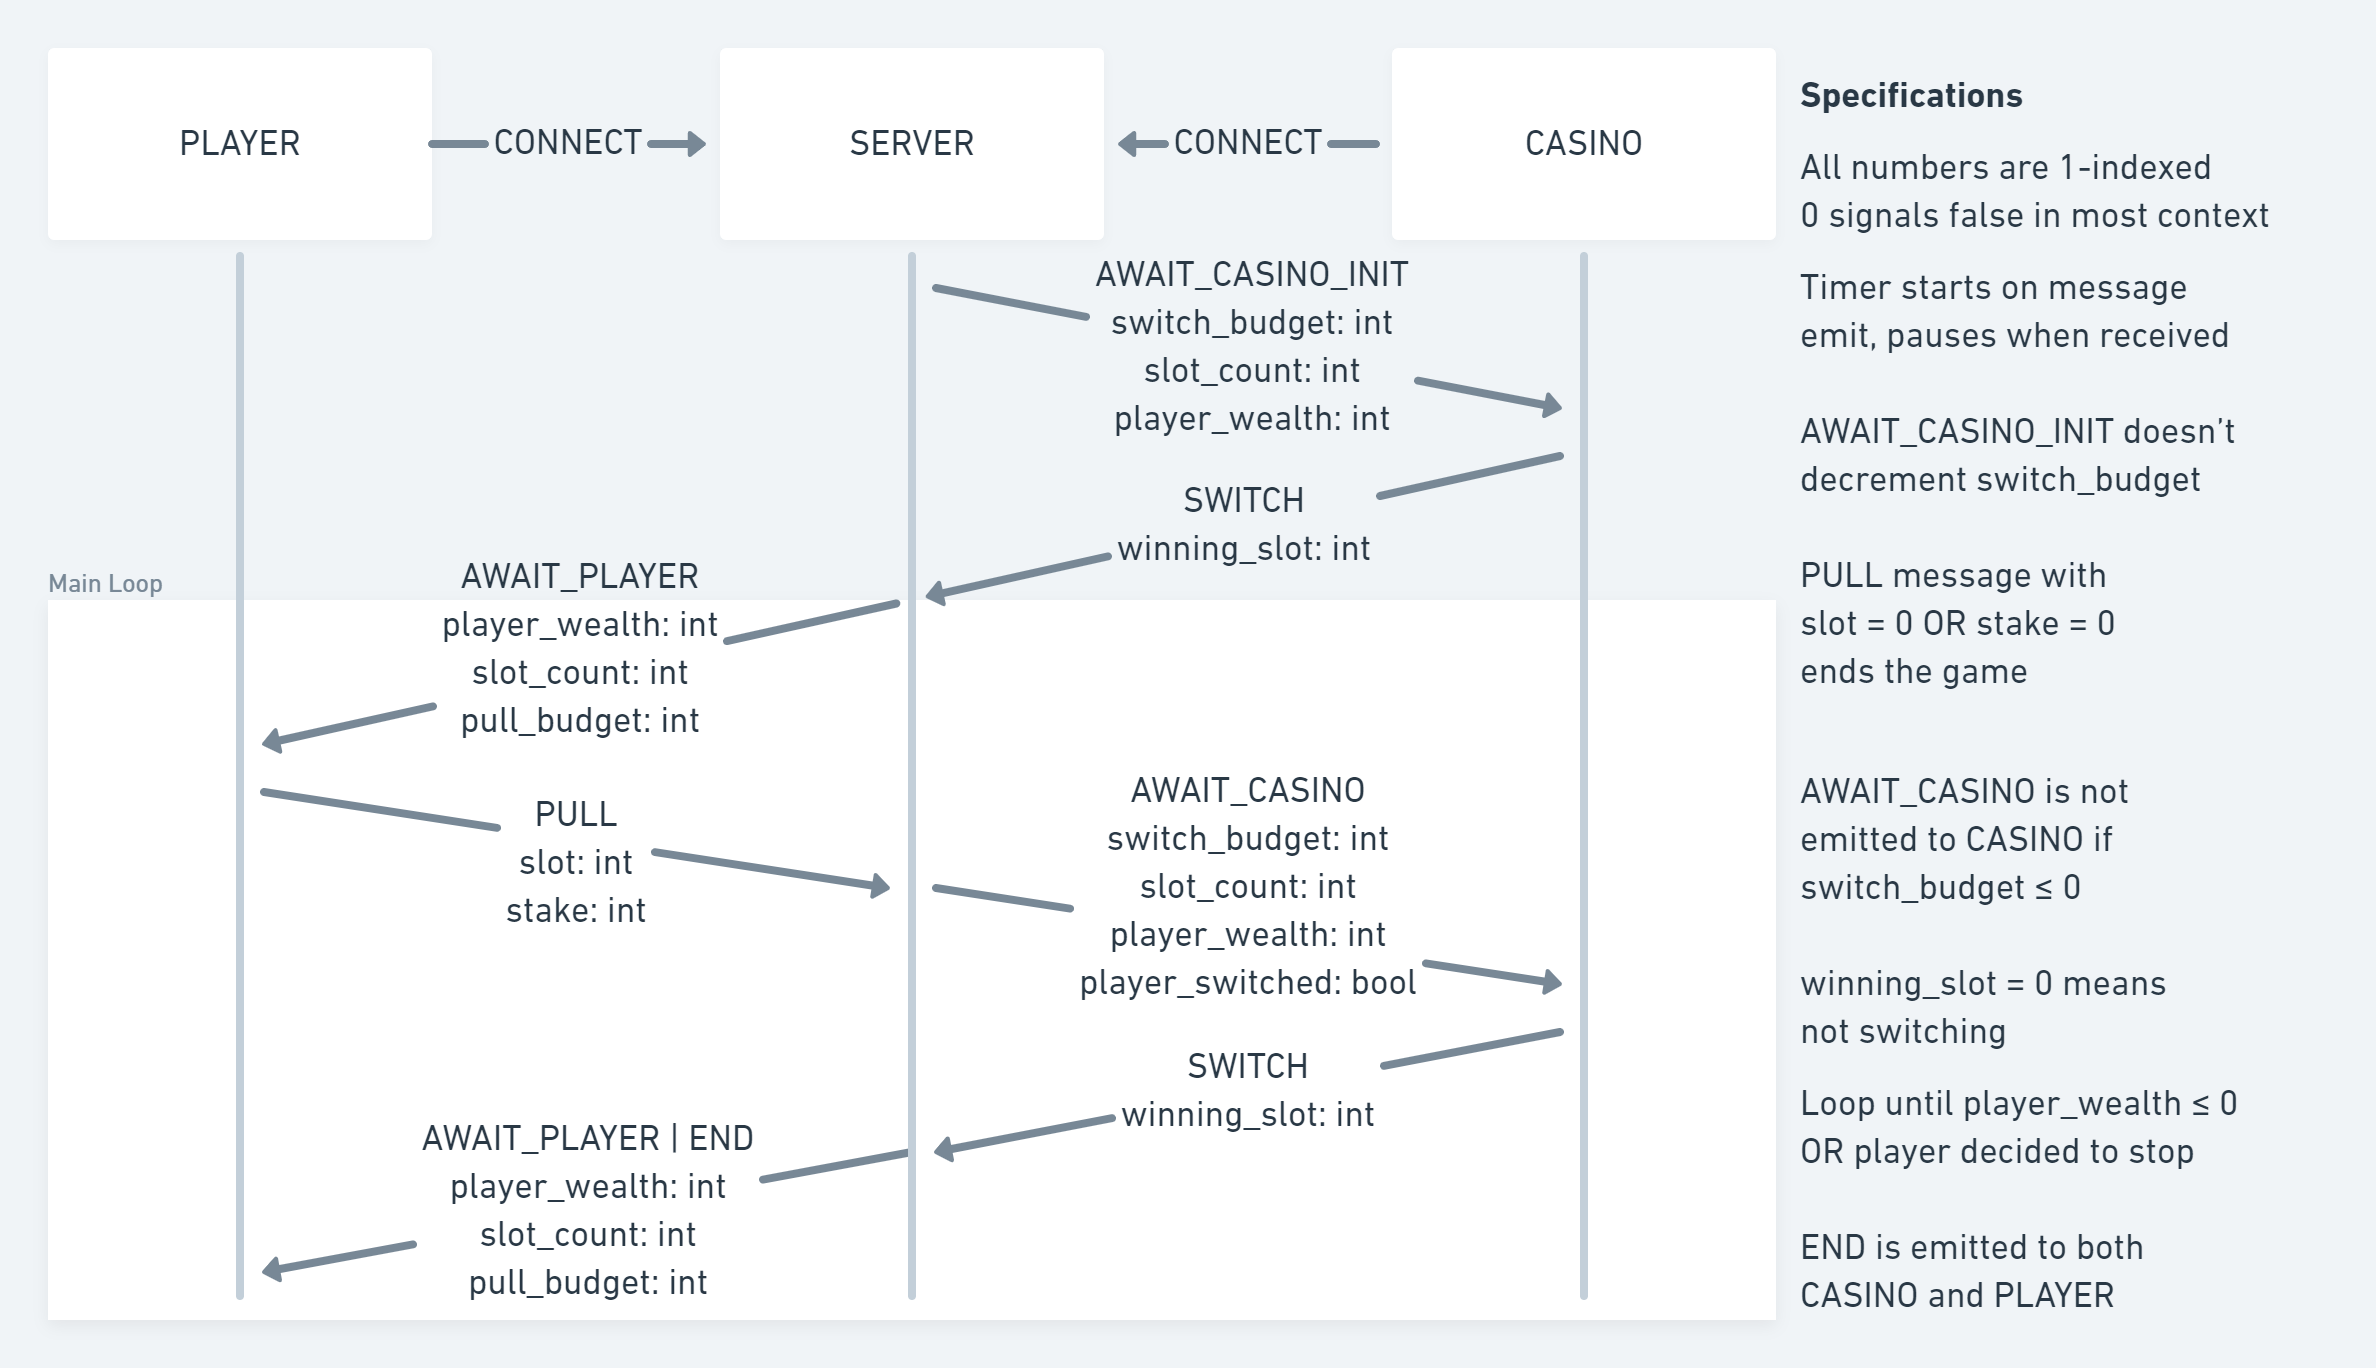 PLAYER
CONNECT
SERVER
CONNECT
CASINO
AWAIT_CASINO_INIT
switch_budget: int
slot_count: int
player_wealth: int
SWITCH
winning_slot: int
Main Loop
AWAIT_PLAYER
player_wealth: int
slot_count: int
pull_budget: int
PULL
slot: int
stake: int
AWAIT_CASINO
switch_budget: int
slot_count: int
player_wealth: int
player_switched: bool
SWITCH
winning_slot: int
AWAIT_PLAYER | END
player_wealth: int
slot_count: int
pull_budget: int
Specifications
All numbers are 1-indexed
0 signals false in most context
Timer starts on message
emit, pauses when received
AWAIT_CASINO_INIT doesn’t
decrement switch_budget
PULL message with
slot = 0 OR stake = 0
ends the game
AWAIT_CASINO is not
emitted to CASINO if
switch_budget ≤ 0
winning_slot = 0 means
not switching
Loop until player_wealth ≤ 0
OR player decided to stop
END is emitted to both
CASINO and PLAYER